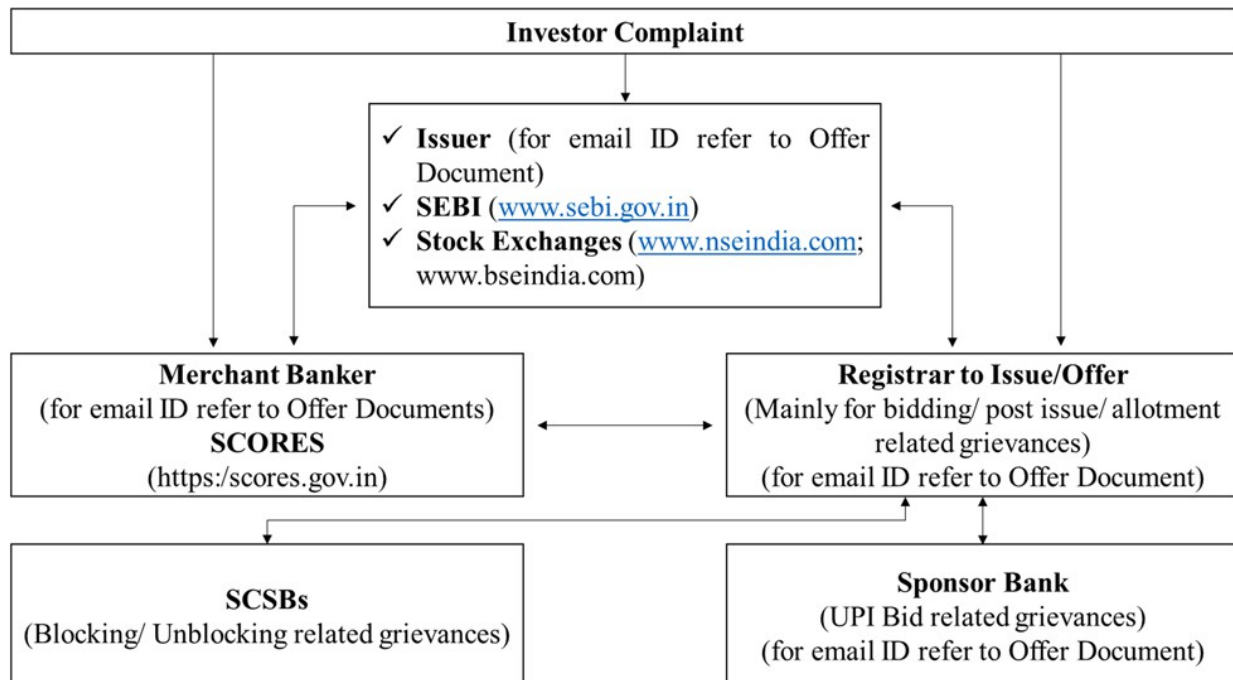 Investor Complaint
✓ Issuer (for email ID refer to Offer
Document)
✓ SEBI (www.sebi.gov.in)
✓ Stock Exchanges (www.nseindia.com;
www.bseindia.com)
Merchant Banker
(for email ID refer to Offer Documents)
SCORES
(https:/scores.gov.in)
Registrar to Issue/Offer
(Mainly for bidding/ post issue/ allotment
related grievances)
(for email ID refer to Offer Document)
SCSBs
(Blocking/ Unblocking related grievances)
Sponsor Bank
(UPI Bid related grievances)
(for email ID refer to Offer Document)